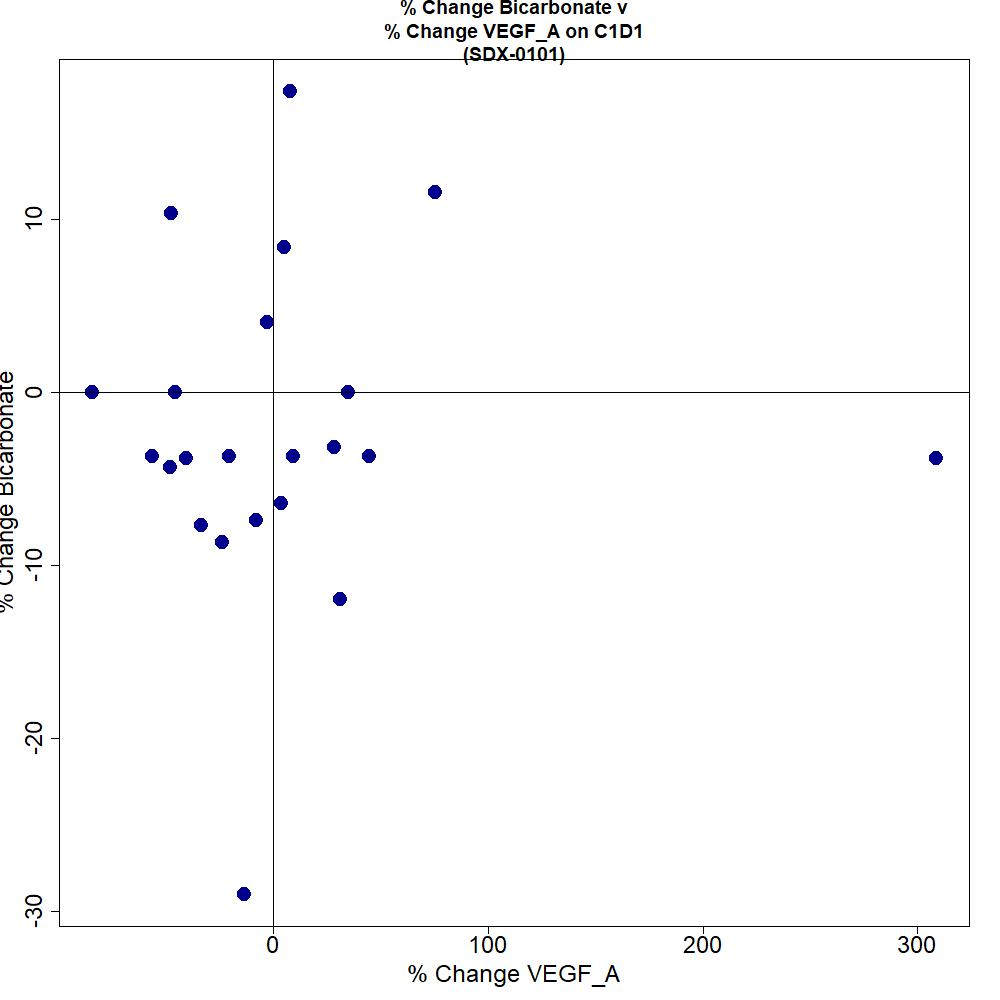 % Change Bicarbonate v
% Change VEGF_A on C1D1
(SDX-0101)
% Change Bicarbonate
10
0
-10
-20
-30
0 100 200 300
% Change VEGF_A